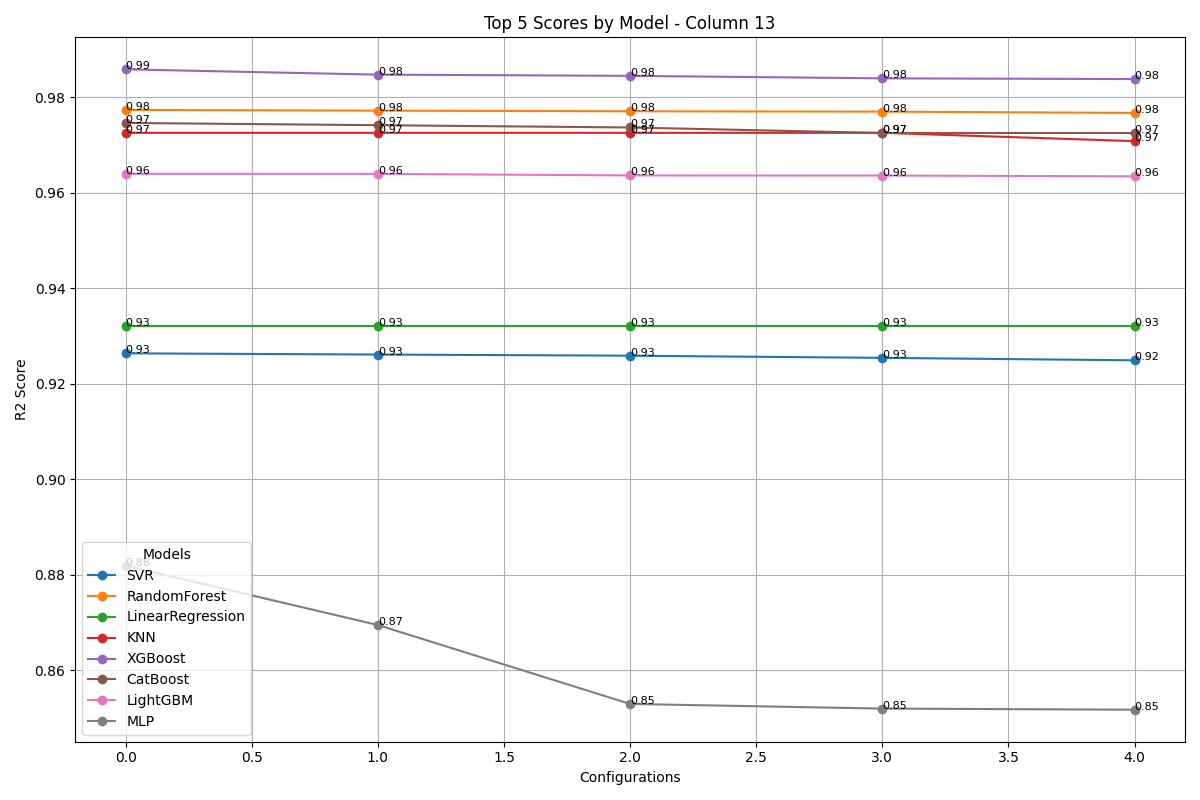 Top 5 Scores by Model - Column 13
R2 Score
0.98
0.96
0.94
0.92
0.90
0.88
0.86
0.99 0.98 0.98 0.98 0.98
0.98 0.98 0.98 0.98 0.98
0.97 0.97 0.97 0.97 0.97
0.97 0.97 0.97 0.97 0.97
0.96 0.96 0.96 0.96 0.96
0.93 0.93 0.93 0.93 0.93
0.93 0.93 0.93 0.93 0.92
0.88 0.87 0.85 0.85 0.85
Models
SVR
RandomForest
LinearRegression
KNN
XGBoost
CatBoost
LightGBM
MLP
0.0 0.5 1.0 1.5 2.0 2.5 3.0 3.5 4.0
Configurations